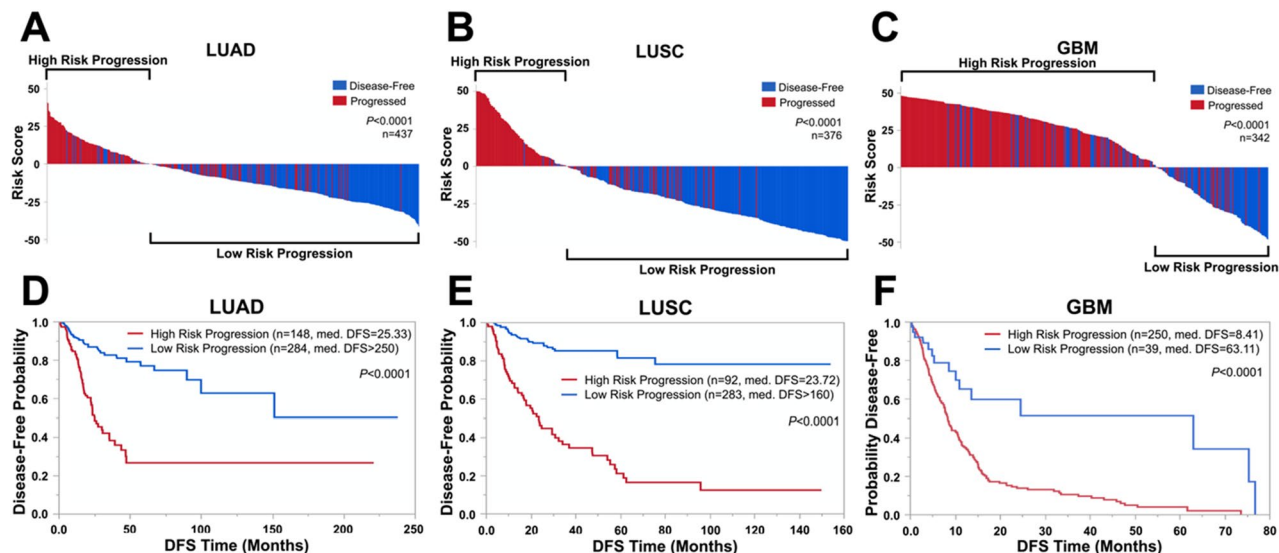 A
LUAD
High Risk Progression
Disease-Free
Progressed
P<0.0001
n=437
50
25
0
-25
-50
Risk Score
Low Risk Progression
B
LUSC
High Risk Progression
Disease-Free
Progressed
P<0.0001
n=376
50
25
0
-25
-50
Risk Score
Low Risk Progression
C
GBM
High Risk Progression
Disease-Free
Progressed
P<0.0001
n=342
50
25
0
-25
-50
Risk Score
Low Risk Progression
D
LUAD
High Risk Progression (n=148, med. DFS=25.33)
Low Risk Progression (n=284, med. DFS>250)
P<0.0001
1.0
0.8
0.6
0.4
0.2
0.0
Disease-Free Probability
0.0 50 100 150 200 250
DFS Time (Months)
E
LUSC
High Risk Progression (n=92, med. DFS=23.72)
Low Risk Progression (n=283, med. DFS>160)
P<0.0001
1.0
0.8
0.6
0.4
0.2
0.0
Disease-Free Probability
0.0 20 40 60 80 100 120 140 160
DFS Time (Months)
F
GBM
High Risk Progression (n=250, med. DFS=8.41)
Low Risk Progression (n=39, med. DFS=63.11)
P<0.0001
1.0
0.8
0.6
0.4
0.2
0.0
Probability Disease-Free
0.0 10 20 30 40 50 60 70 80
DFS Time (Months)